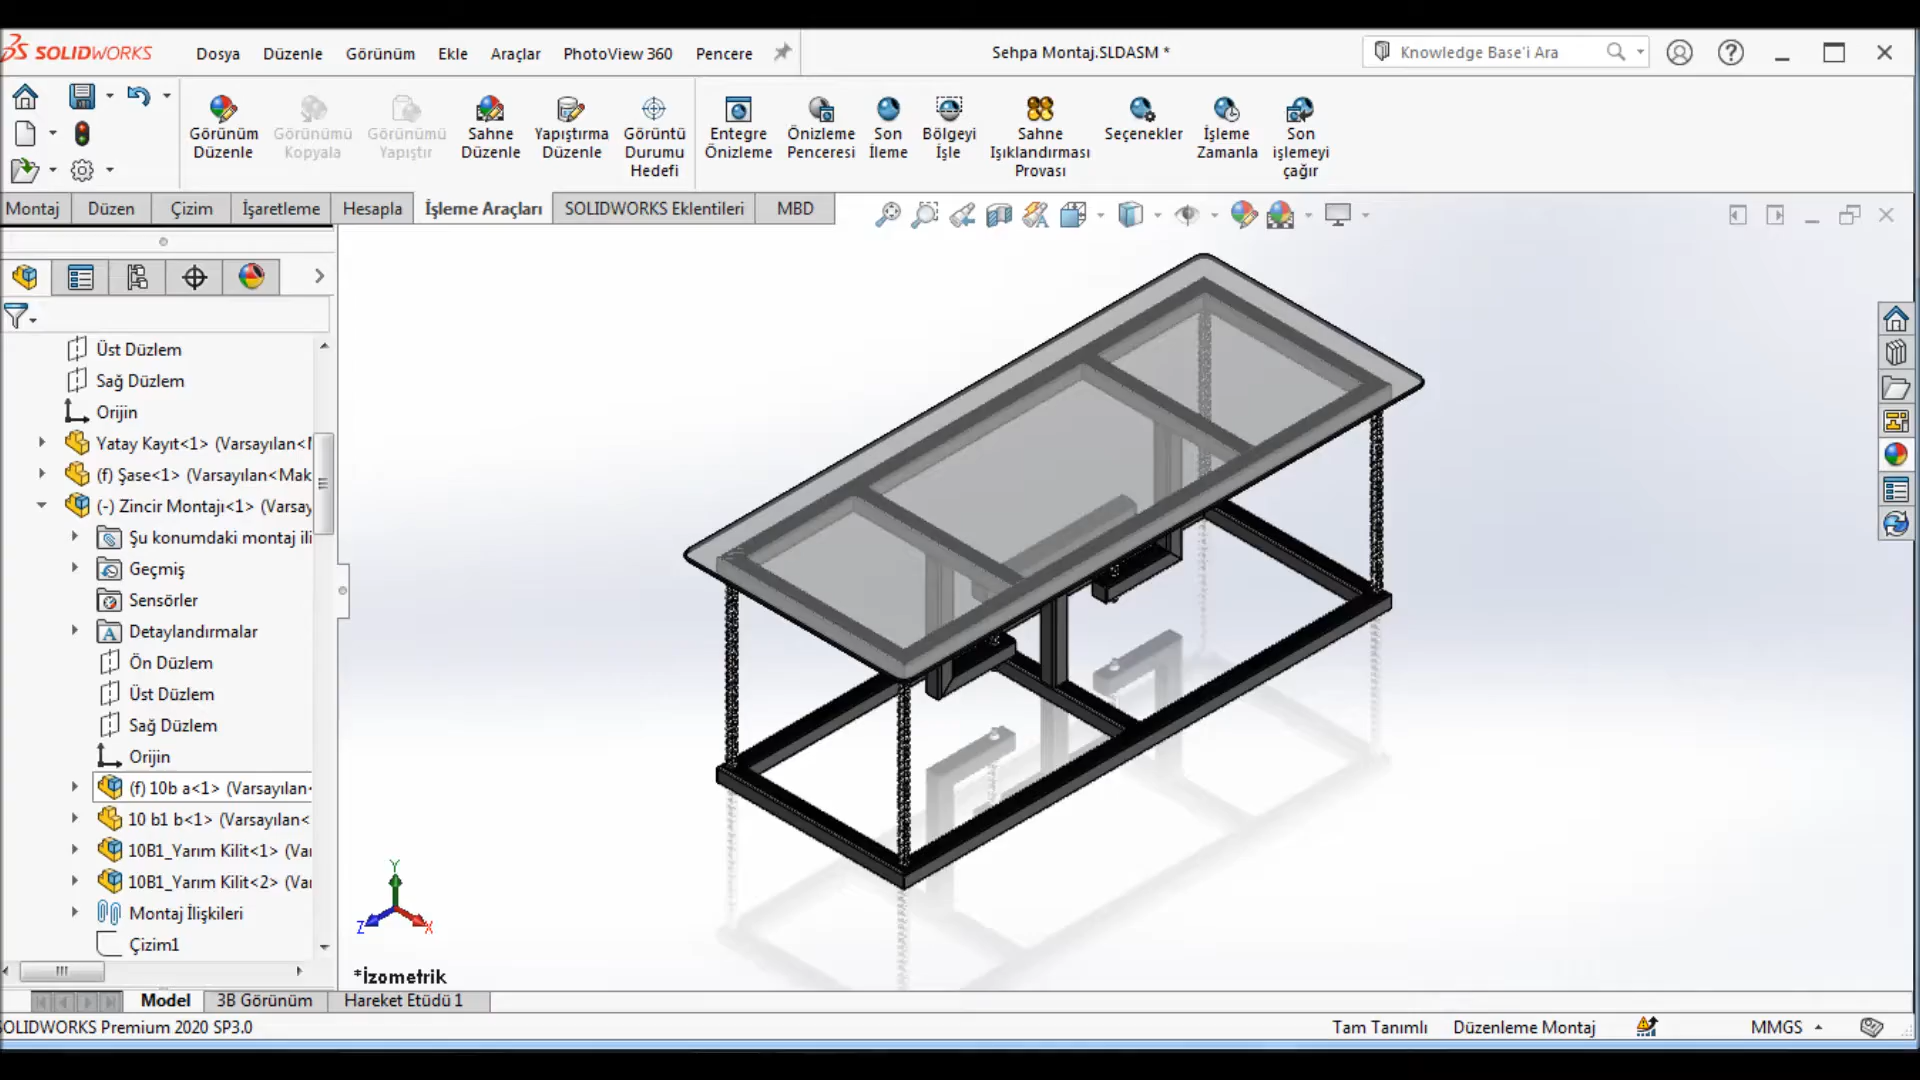 SOLIDWORKS
Dosya Düzenle Görünüm Ekle Araçlar PhotoView 360 Pencere
Sehpa Montaj.SLDASM *
Knowledge Base'i Ara
Görünüm Düzenle
Görünümü Kopyala
Görünümü Yapıştır
Sahne Düzenle
Yapıştırma Düzenle
Görüntü Durumu Hedefi
Entegre Önizleme
Önizleme Penceresi
Son İleme
Bölgeyi İşle
Sahne Işıklandırması Provası
Seçenekler
İşleme Zamanla
Son işlemeyi çağır
Montaj Düzen Çizim İşaretleme Hesapla İşleme Araçları SOLIDWORKS Eklentileri MBD
Üst Düzlem
Sağ Düzlem
Orijin
Yatay Kayıt<1> (Varsayılan<
(f) Şase<1> (Varsayılan<Mak
(-) Zincir Montajı<1> (Varsay
Şu konumdaki montaj ili
Geçmiş
Sensörler
Detaylandırmalar
Ön Düzlem
Üst Düzlem
Sağ Düzlem
Orijin
(f) 10b a<1> (Varsayılan
10 b1 b<1> (Varsayılan<
10B1_Yarım Kilit<1> (Var
10B1_Yarım Kilit<2> (Var
Montaj İlişkileri
Çizim1
Y
Z X
*İzometrik
Model 3B Görünüm Hareket Etüdü 1
SOLIDWORKS Premium 2020 SP3.0
Tam Tanımlı Düzenleme Montaj MMGS